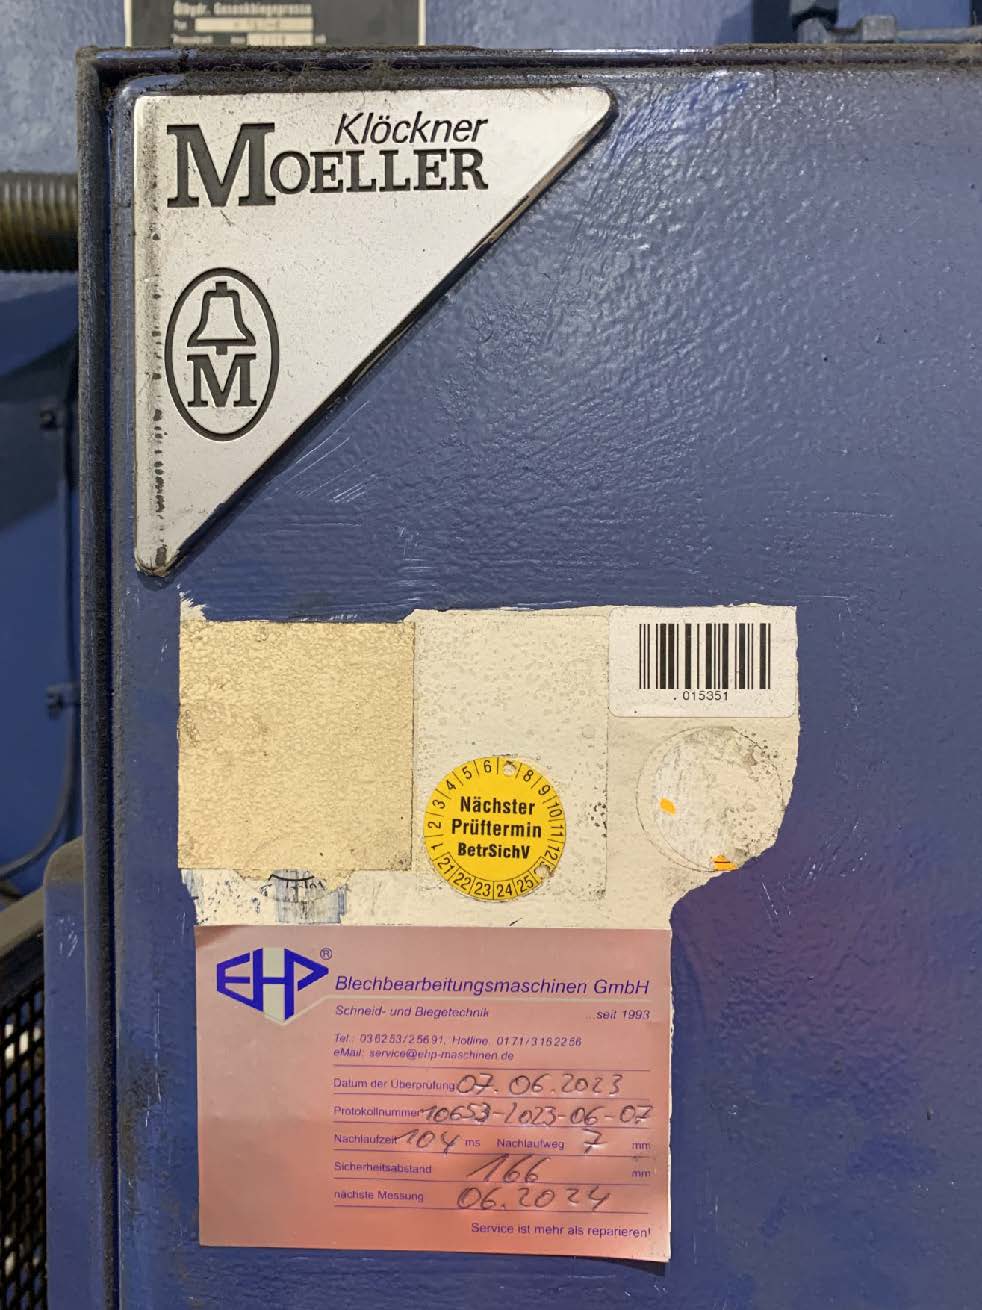 Ölhydr. Gesenkbiegepresse
Klöckner
MOELLER
M
015351
1 2 3 4 5 6 8 9 10 11 12
Nächster
Prüftermin
BetrSichV
21 22 23 24 25
EHP®
Blechbearbeitungsmaschinen GmbH
Schneid- und Biegetechnik ...seit 1993
Tel.: 036253/25691, Hotline. 0171/3152256
eMail: service@ehp-maschinen.de
Datum der Überprüfung 07.06.2023
Protokollnummer 10653-2023-06-07
Nachlaufzeit 104 ms Nachlaufweg 7 mm
Sicherheitsabstand 166 mm
nächste Messung 06.2024
Service ist mehr als reparieren!